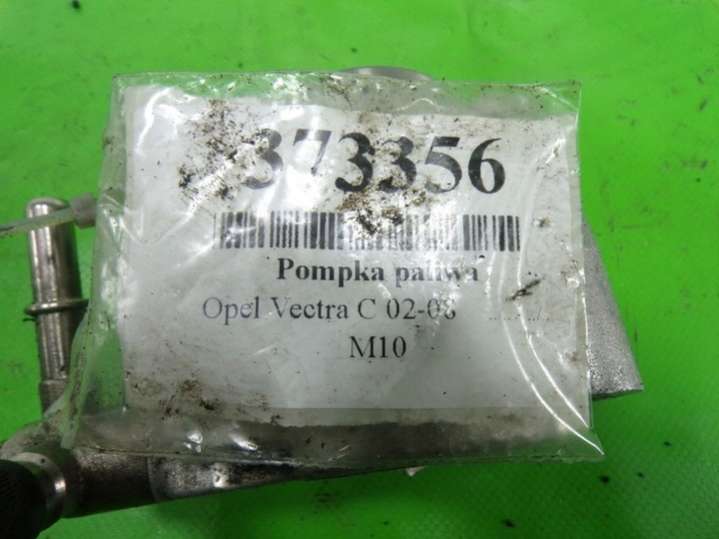 373356
Pompka paliwa
Opel Vectra C 02-08
M10